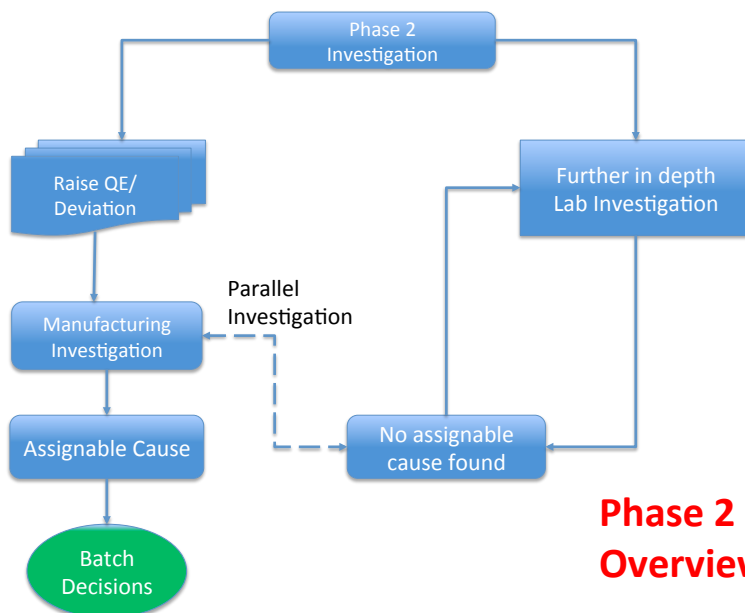 Phase 2
Investigation
Raise QE/
Deviation
Further in depth
Lab Investigation
Parallel
Investigation
Manufacturing
Investigation
Assignable Cause
No assignable
cause found
Batch
Decisions
Phase 2
Overview